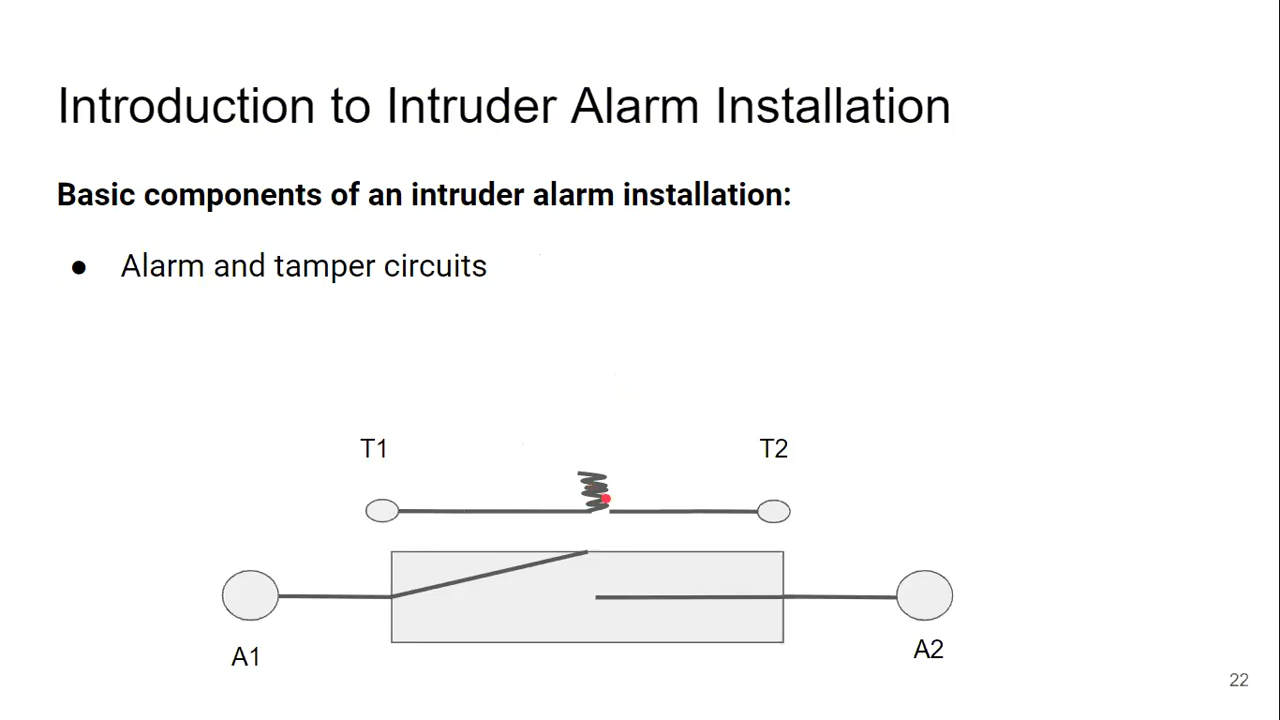 Introduction to Intruder Alarm Installation
Basic components of an intruder alarm installation:
● Alarm and tamper circuits
T1
T2
A1
A2
22